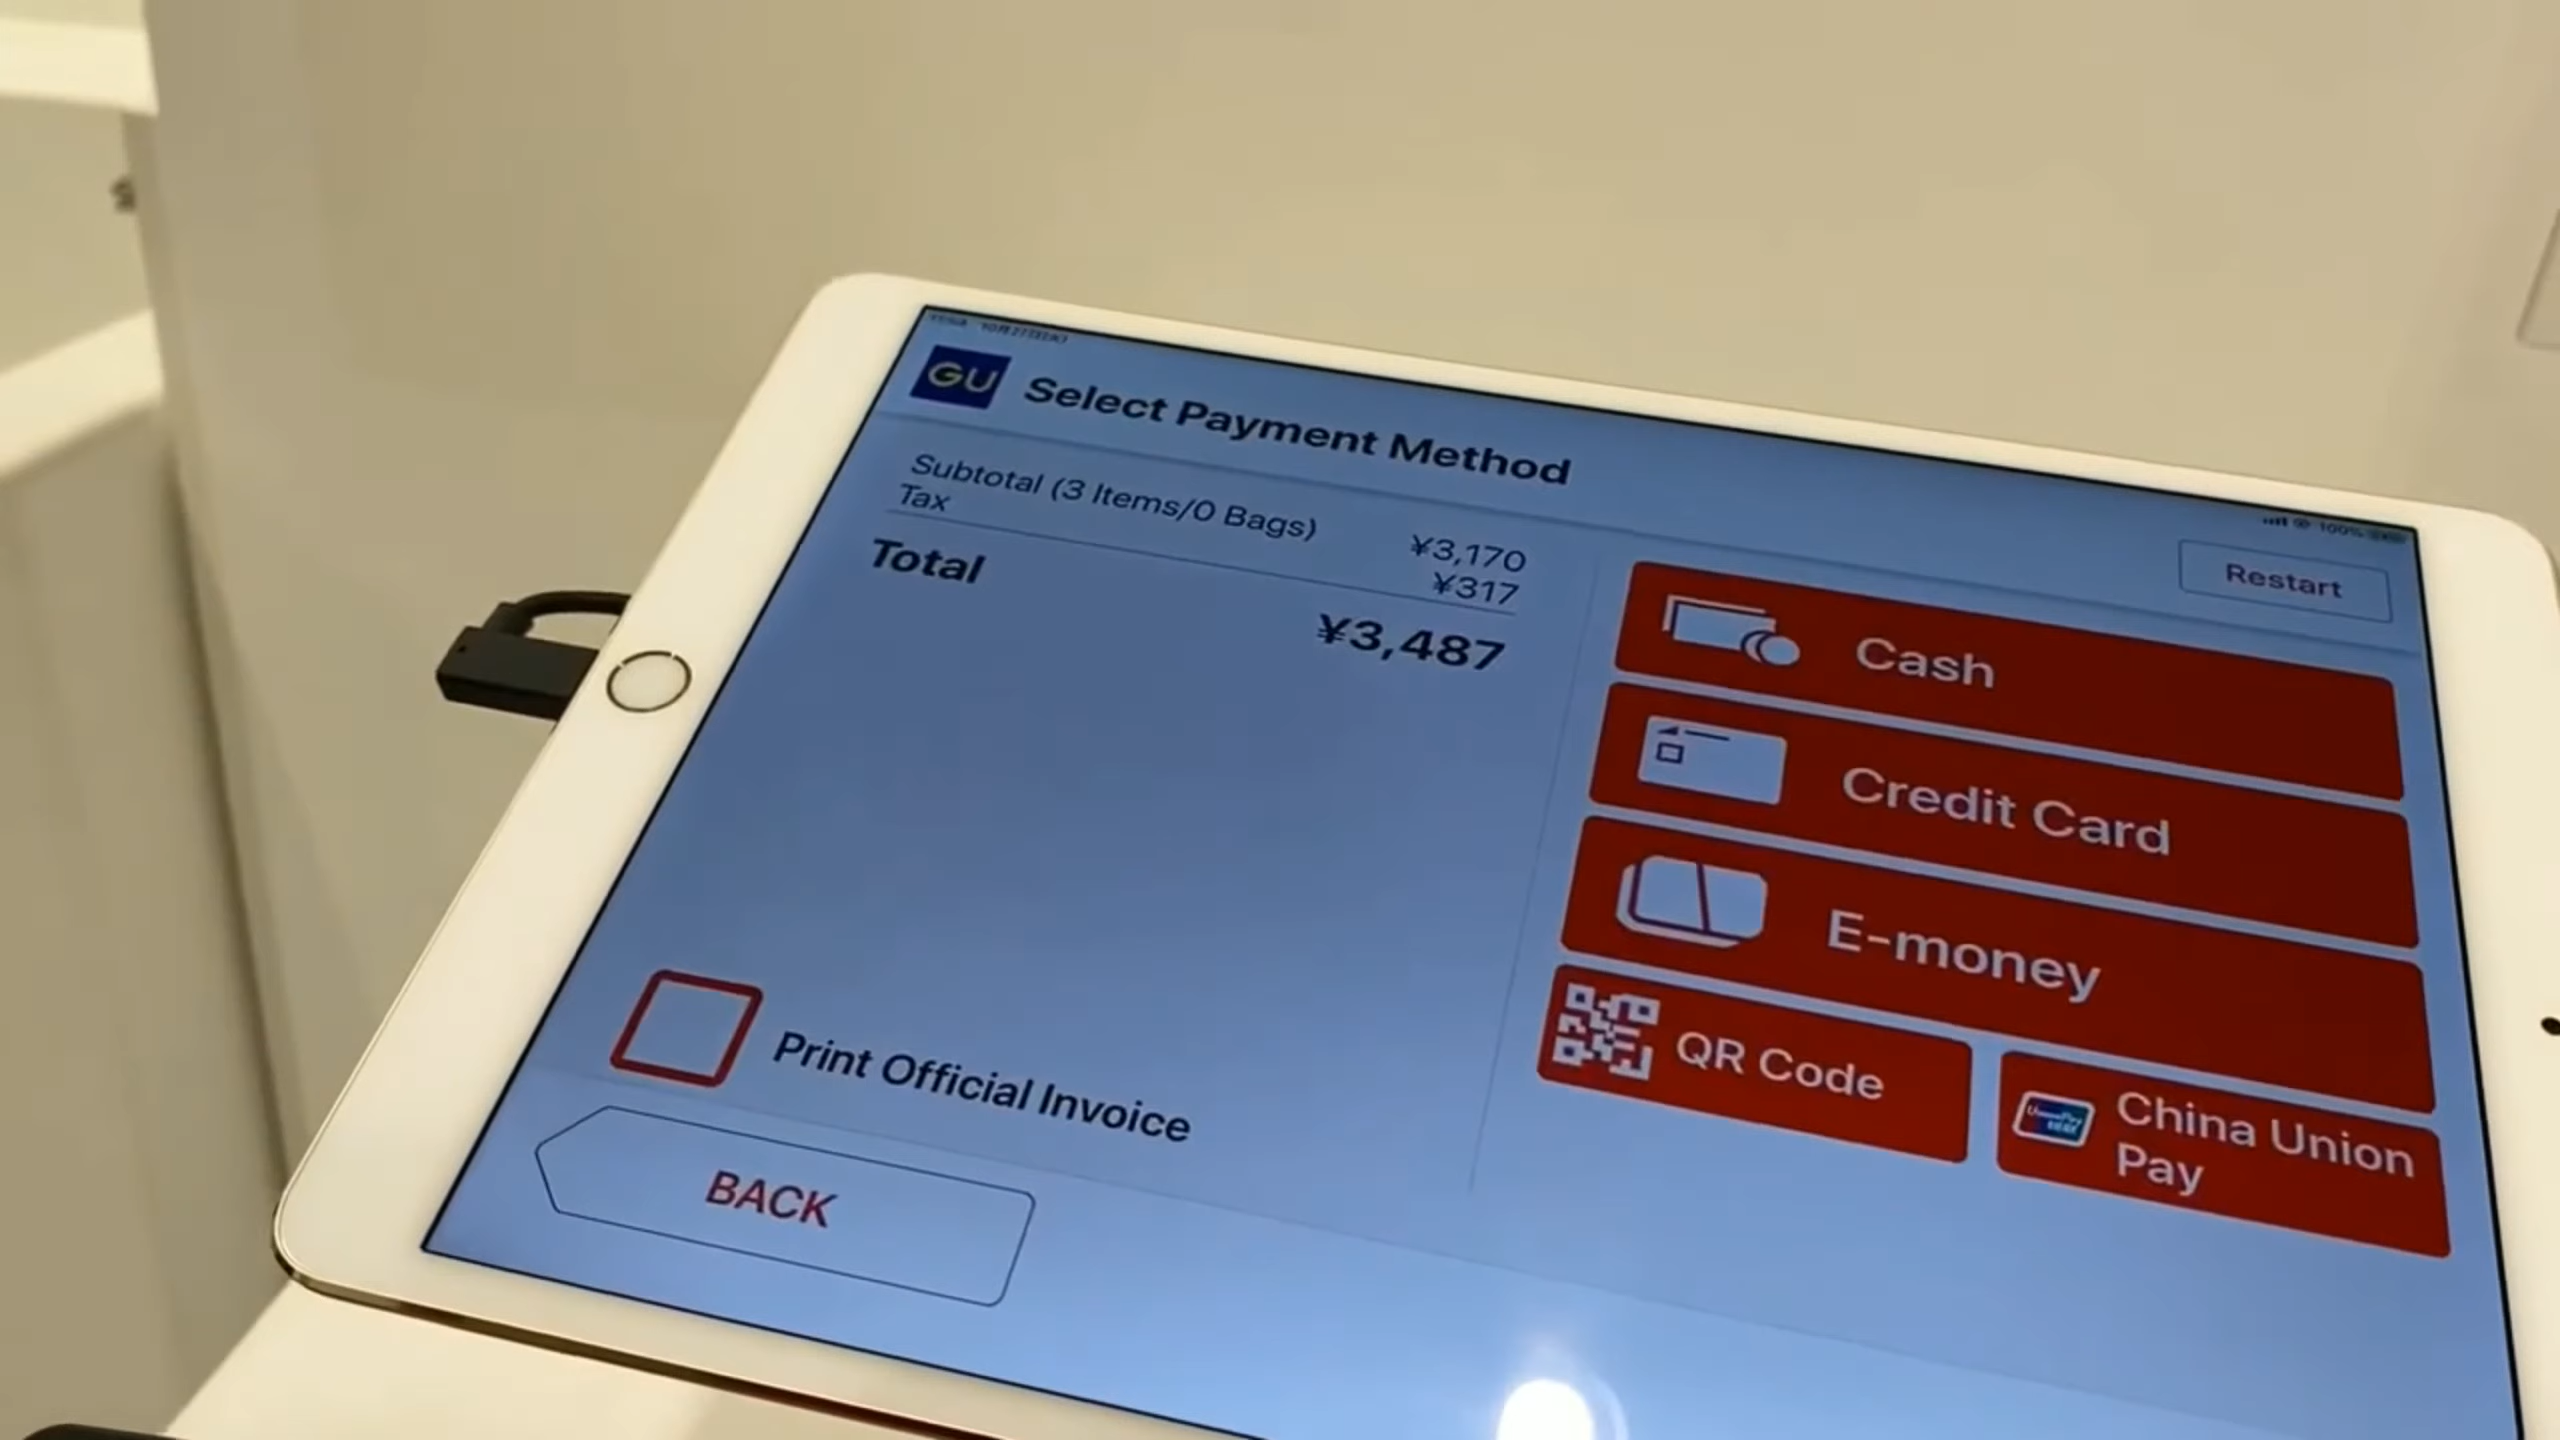 GU
Select Payment Method
Restart
Subtotal (3 Items/0 Bags) ¥3,170
Tax ¥317
Total ¥3,487
Cash
Credit Card
E-money
QR Code
China Union
Pay
Print Official Invoice
BACK
100%